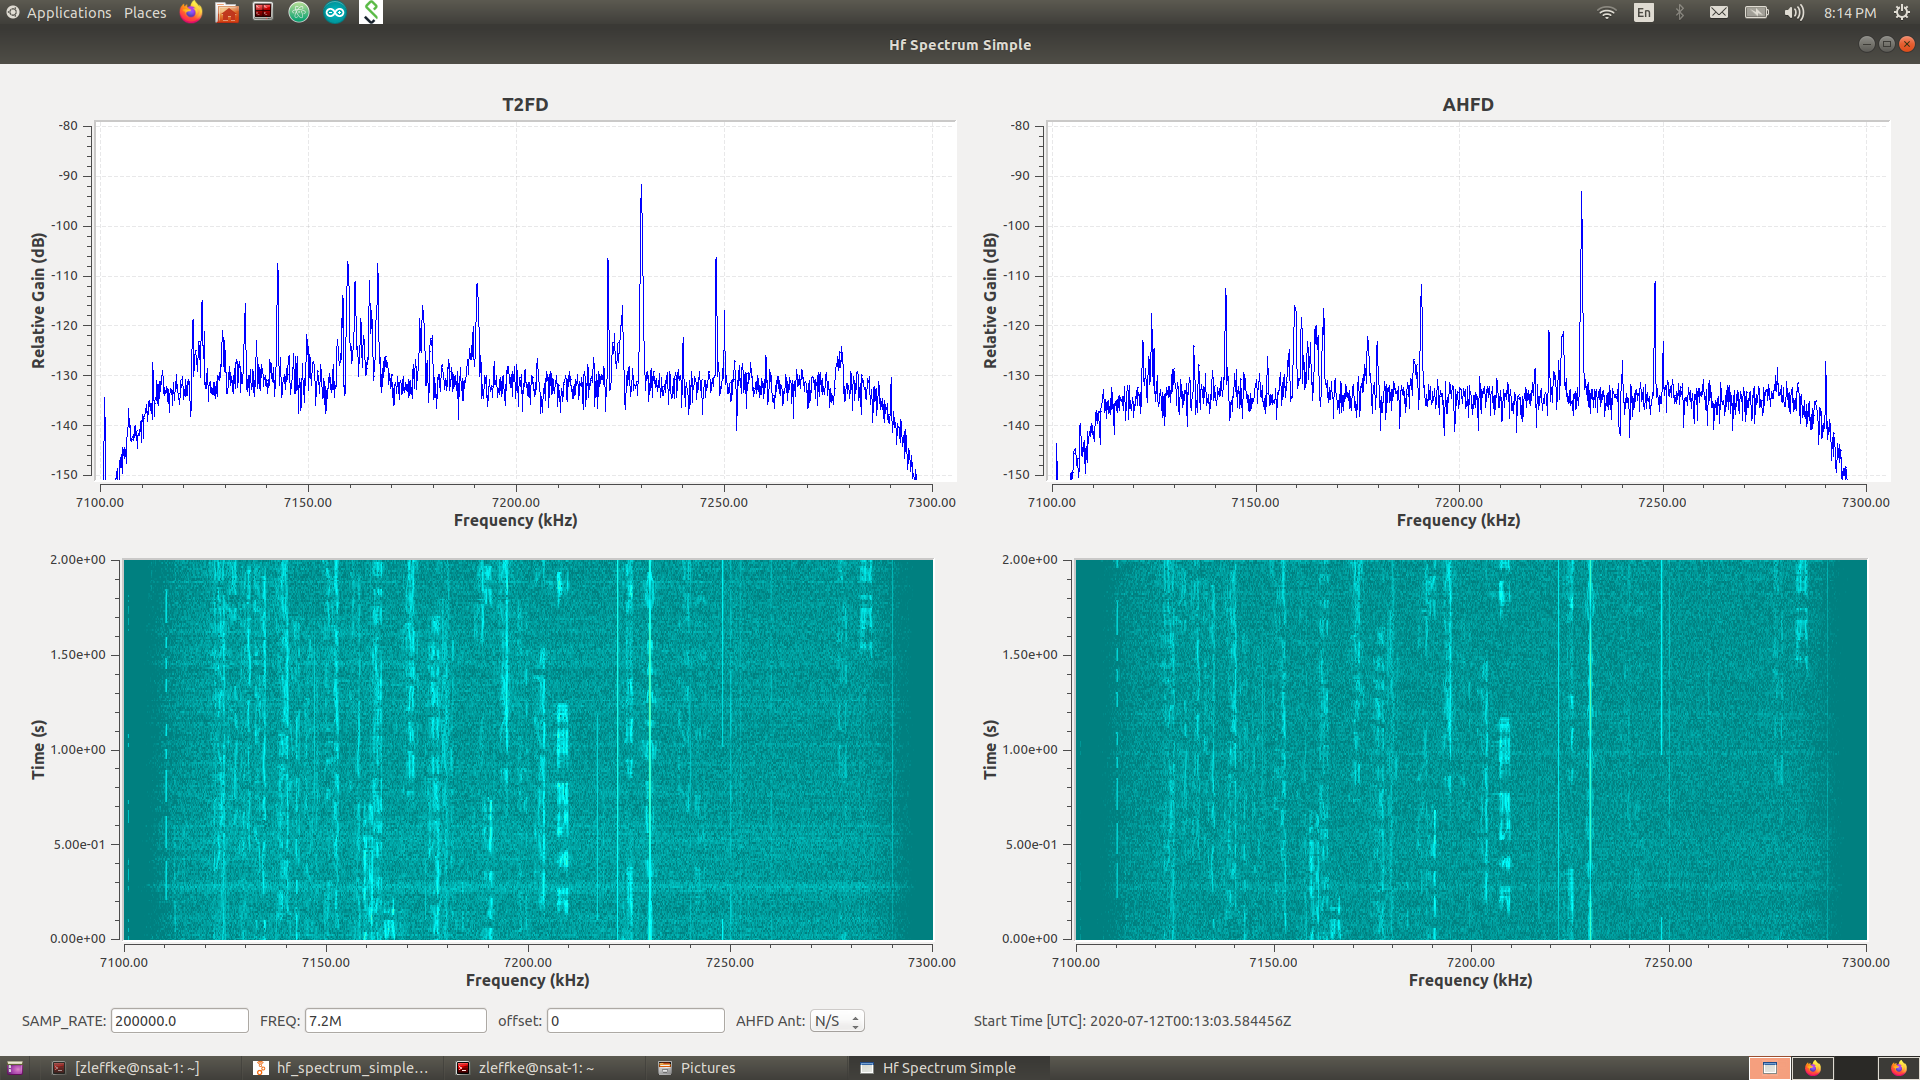 Applications Places En 8:14 PM
Hf Spectrum Simple
T2FD
-80
-90
-100
-110
-120
-130
-140
-150
Relative Gain (dB)
7100.00 7150.00 7200.00 7250.00 7300.00
Frequency (kHz)
AHFD
-80
-90
-100
-110
-120
-130
-140
-150
Relative Gain (dB)
7100.00 7150.00 7200.00 7250.00 7300.00
Frequency (kHz)
2.00e+00
1.50e+00
1.00e+00
5.00e-01
0.00e+00
Time (s)
7100.00 7150.00 7200.00 7250.00 7300.00
Frequency (kHz)
2.00e+00
1.50e+00
1.00e+00
5.00e-01
0.00e+00
Time (s)
7100.00 7150.00 7200.00 7250.00 7300.00
Frequency (kHz)
SAMP_RATE: 200000.0 FREQ: 7.2M offset: 0 AHFD Ant: N/S Start Time [UTC]: 2020-07-12T00:13:03.584456Z
[zleffke@nsat-1: ~] hf_spectrum_simple... zleffke@nsat-1: ~ Pictures Hf Spectrum Simple